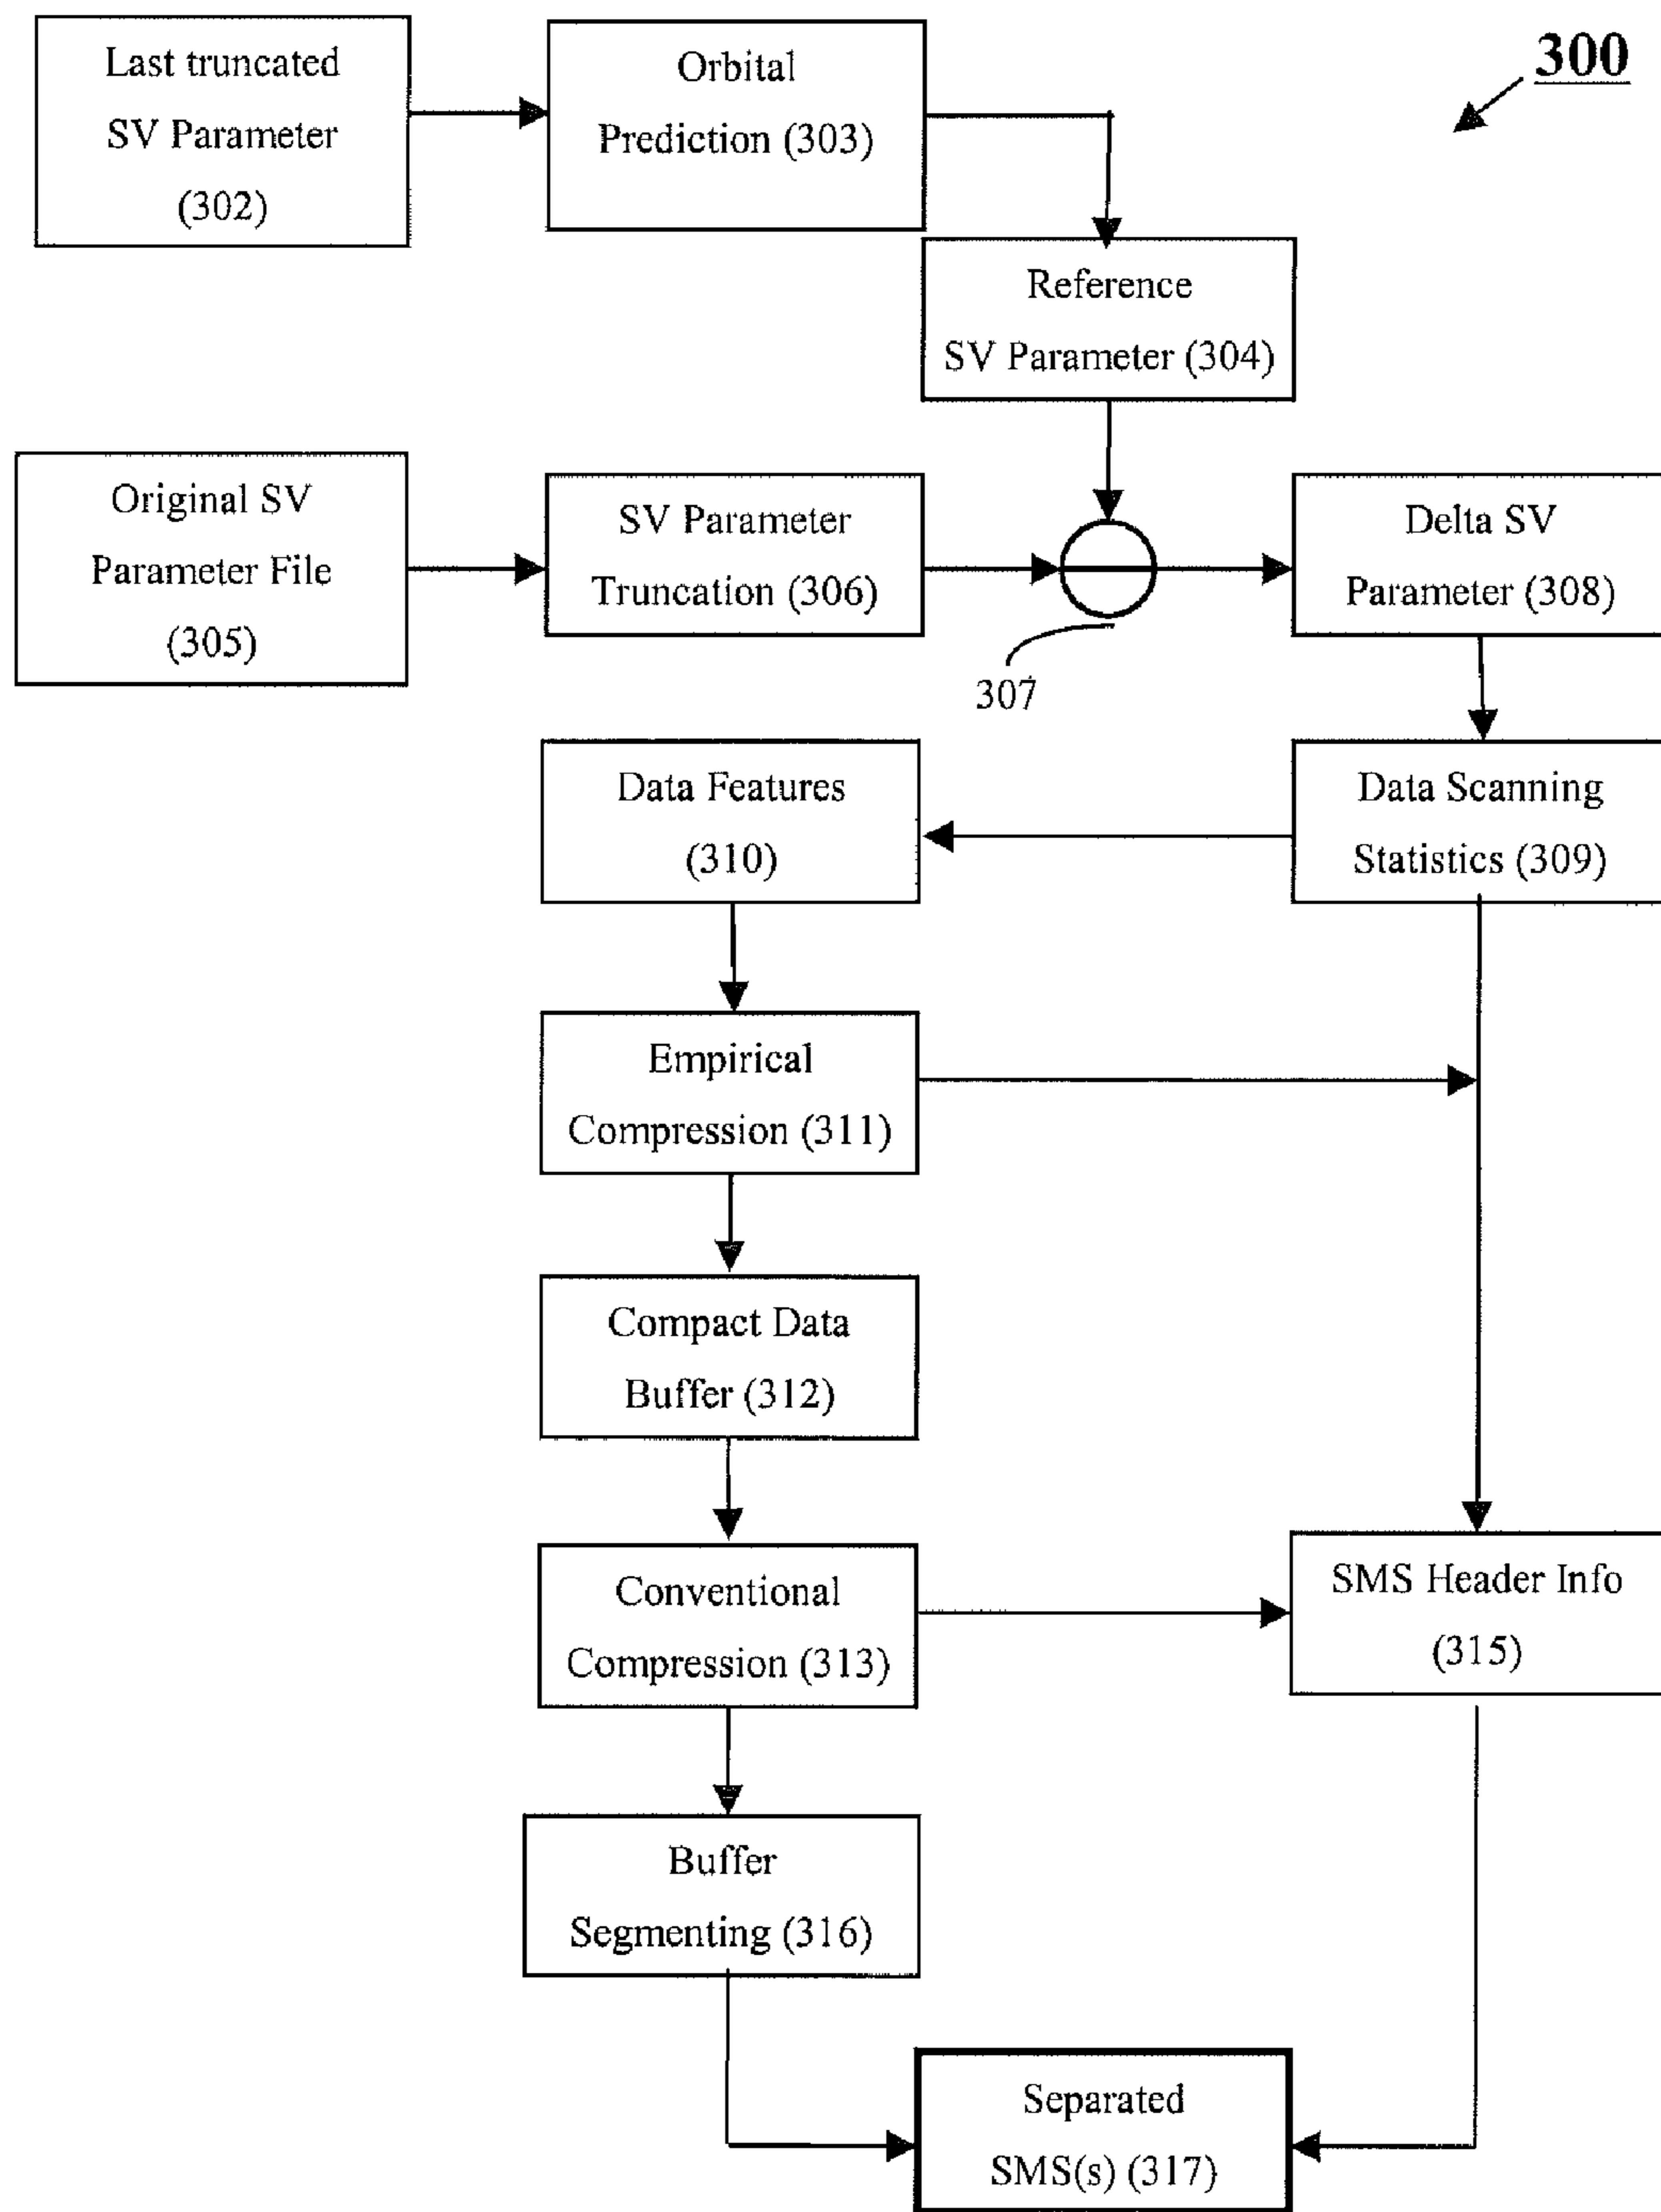 Last truncated
SV Parameter
(302)
Orbital
Prediction (303)
300
Reference
SV Parameter (304)
Original SV
Parameter File
(305)
SV Parameter
Truncation (306)
307
Delta SV
Parameter (308)
Data Features
(310)
Data Scanning
Statistics (309)
Empirical
Compression (311)
Compact Data
Buffer (312)
Conventional
Compression (313)
SMS Header Info
(315)
Buffer
Segmenting (316)
Separated
SMS(s) (317)